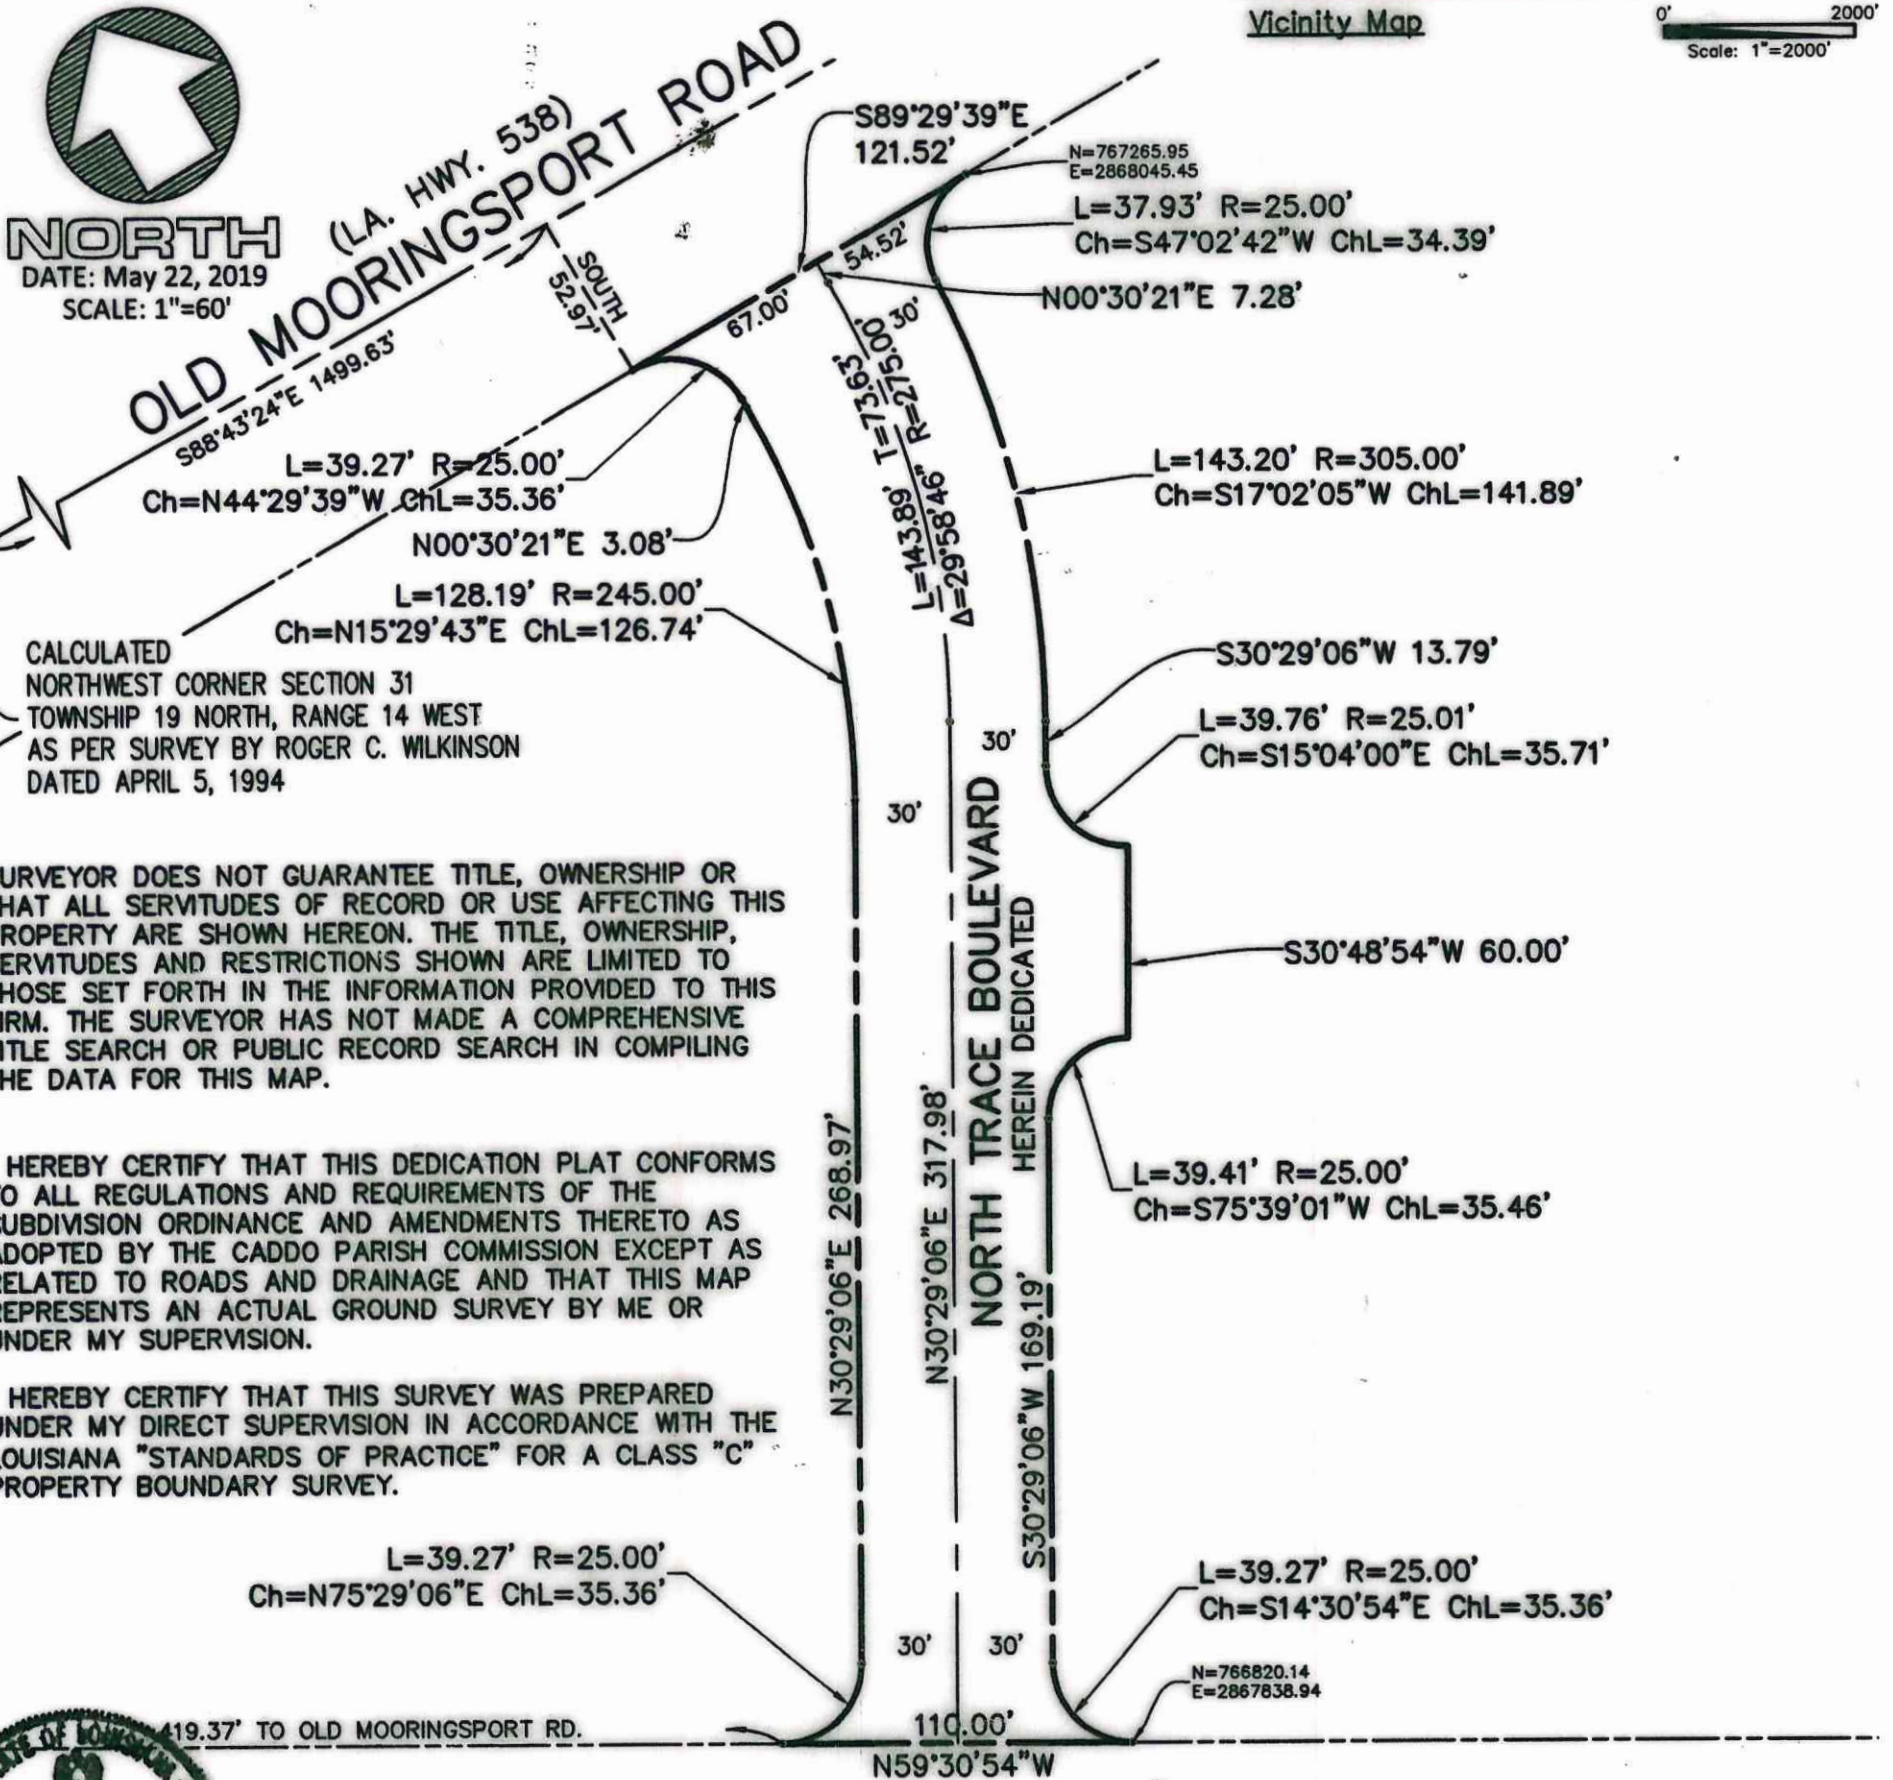 Vicinity Map
0' 2000'
Scale: 1"=2000'
NORTH
DATE: May 22, 2019
SCALE: 1"=60'
(LA. HWY. 538)
OLD MOORINGSPORT ROAD
S88°43'24"E 1499.63'
SOUTH
52.97'
S89°29'39"E
121.52'
N=767265.95
E=2868045.45
L=37.93' R=25.00'
Ch=S47°02'42"W ChL=34.39'
54.52'
N00°30'21"E 7.28'
67.00'
30'
L=143.89' T=73.63'
Δ=29°58'46" R=275.00'
L=39.27' R=25.00'
Ch=N44°29'39"W ChL=35.36'
N00°30'21"E 3.08'
L=143.20' R=305.00'
Ch=S17°02'05"W ChL=141.89'
L=128.19' R=245.00'
Ch=N15°29'43"E ChL=126.74'
CALCULATED
NORTHWEST CORNER SECTION 31
TOWNSHIP 19 NORTH, RANGE 14 WEST
AS PER SURVEY BY ROGER C. WILKINSON
DATED APRIL 5, 1994
S30°29'06"W 13.79'
L=39.76' R=25.01'
Ch=S15°04'00"E ChL=35.71'
30'
30'
NORTH TRACE BOULEVARD
HEREIN DEDICATED
S30°48'54"W 60.00'
URVEYOR DOES NOT GUARANTEE TITLE, OWNERSHIP OR
HAT ALL SERVITUDES OF RECORD OR USE AFFECTING THIS
ROPERTY ARE SHOWN HEREON. THE TITLE, OWNERSHIP,
ERVITUDES AND RESTRICTIONS SHOWN ARE LIMITED TO
HOSE SET FORTH IN THE INFORMATION PROVIDED TO THIS
IRM. THE SURVEYOR HAS NOT MADE A COMPREHENSIVE
ITLE SEARCH OR PUBLIC RECORD SEARCH IN COMPILING
HE DATA FOR THIS MAP.
HEREBY CERTIFY THAT THIS DEDICATION PLAT CONFORMS
TO ALL REGULATIONS AND REQUIREMENTS OF THE
SUBDIVISION ORDINANCE AND AMENDMENTS THERETO AS
ADOPTED BY THE CADDO PARISH COMMISSION EXCEPT AS
RELATED TO ROADS AND DRAINAGE AND THAT THIS MAP
REPRESENTS AN ACTUAL GROUND SURVEY BY ME OR
UNDER MY SUPERVISION.
HEREBY CERTIFY THAT THIS SURVEY WAS PREPARED
UNDER MY DIRECT SUPERVISION IN ACCORDANCE WITH THE
LOUISIANA "STANDARDS OF PRACTICE" FOR A CLASS "C"
PROPERTY BOUNDARY SURVEY.
N30°29'06"E 268.97'
N30°29'06"E 317.98'
S30°29'06"W 169.19'
L=39.41' R=25.00'
Ch=S75°39'01"W ChL=35.46'
L=39.27' R=25.00'
Ch=N75°29'06"E ChL=35.36'
L=39.27' R=25.00'
Ch=S14°30'54"E ChL=35.36'
30' 30'
N=766820.14
E=2867838.94
419.37' TO OLD MOORINGSPORT RD.
110.00'
N59°30'54"W